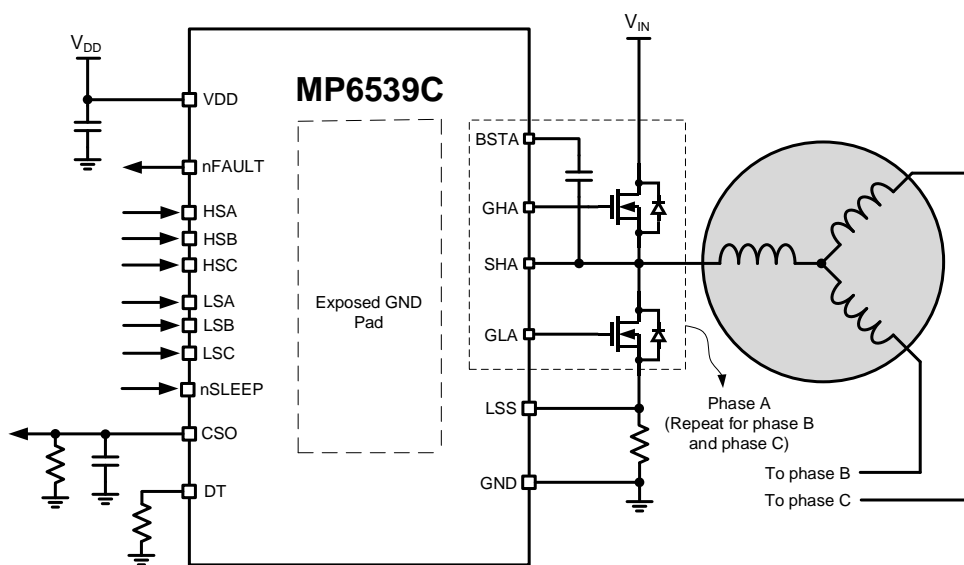 V_DD
MP6539C
VDD
nFAULT
HSA
HSB
HSC
LSA
LSB
LSC
nSLEEP
CSO
DT
Exposed GND
Pad
BSTA
GHA
SHA
GLA
LSS
GND
V_IN
Phase A
(Repeat for phase B
and phase C)
To phase B
To phase C